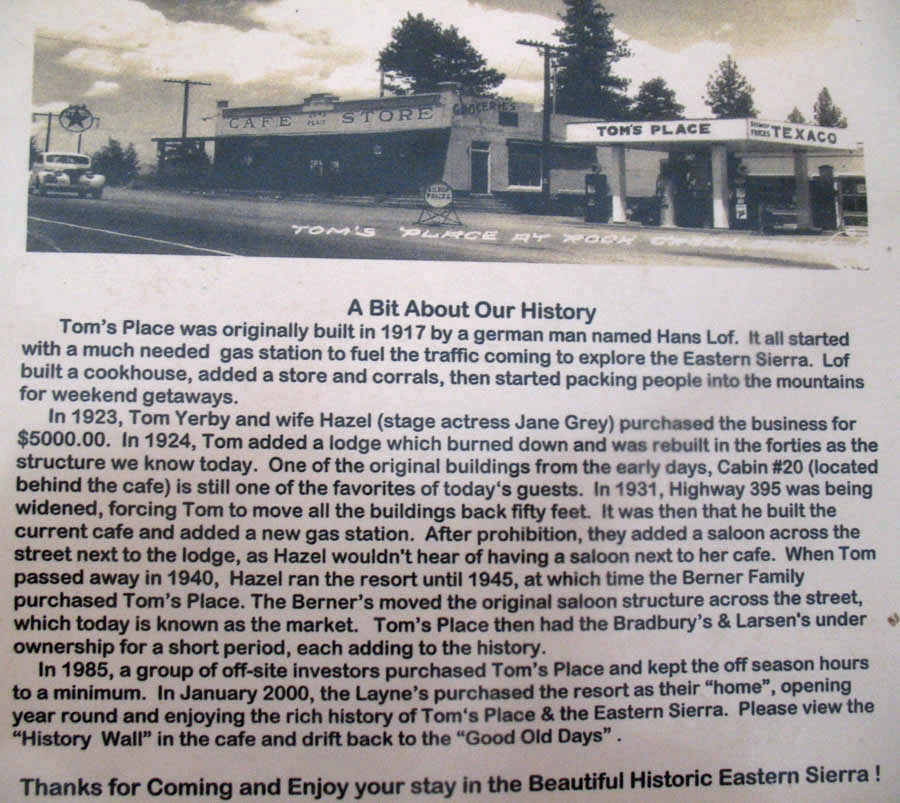 CAFE TOM'S PLACE STORE GROCERIES
TOM'S PLACE TEXACO
TOM'S PLACE AT ROCK CREEK
A Bit About Our History
Tom's Place was originally built in 1917 by a german man named Hans Lof. It all started
with a much needed gas station to fuel the traffic coming to explore the Eastern Sierra. Lof
built a cookhouse, added a store and corrals, then started packing people into the mountains
for weekend getaways.
In 1923, Tom Yerby and wife Hazel (stage actress Jane Grey) purchased the business for
$5000.00. In 1924, Tom added a lodge which burned down and was rebuilt in the forties as the
structure we know today. One of the original buildings from the early days, Cabin #20 (located
behind the cafe) is still one of the favorites of today's guests. In 1931, Highway 395 was being
widened, forcing Tom to move all the buildings back fifty feet. It was then that he built the
current cafe and added a new gas station. After prohibition, they added a saloon across the
street next to the lodge, as Hazel wouldn't hear of having a saloon next to her cafe. When Tom
passed away in 1940, Hazel ran the resort until 1945, at which time the Berner Family
purchased Tom's Place. The Berner's moved the original saloon structure across the street,
which today is known as the market. Tom's Place then had the Bradbury's & Larsen's under
ownership for a short period, each adding to the history.
In 1985, a group of off-site investors purchased Tom's Place and kept the off season hours
to a minimum. In January 2000, the Layne's purchased the resort as their "home", opening
year round and enjoying the rich history of Tom's Place & the Eastern Sierra. Please view the
"History Wall" in the cafe and drift back to the "Good Old Days" .
Thanks for Coming and Enjoy your stay in the Beautiful Historic Eastern Sierra !